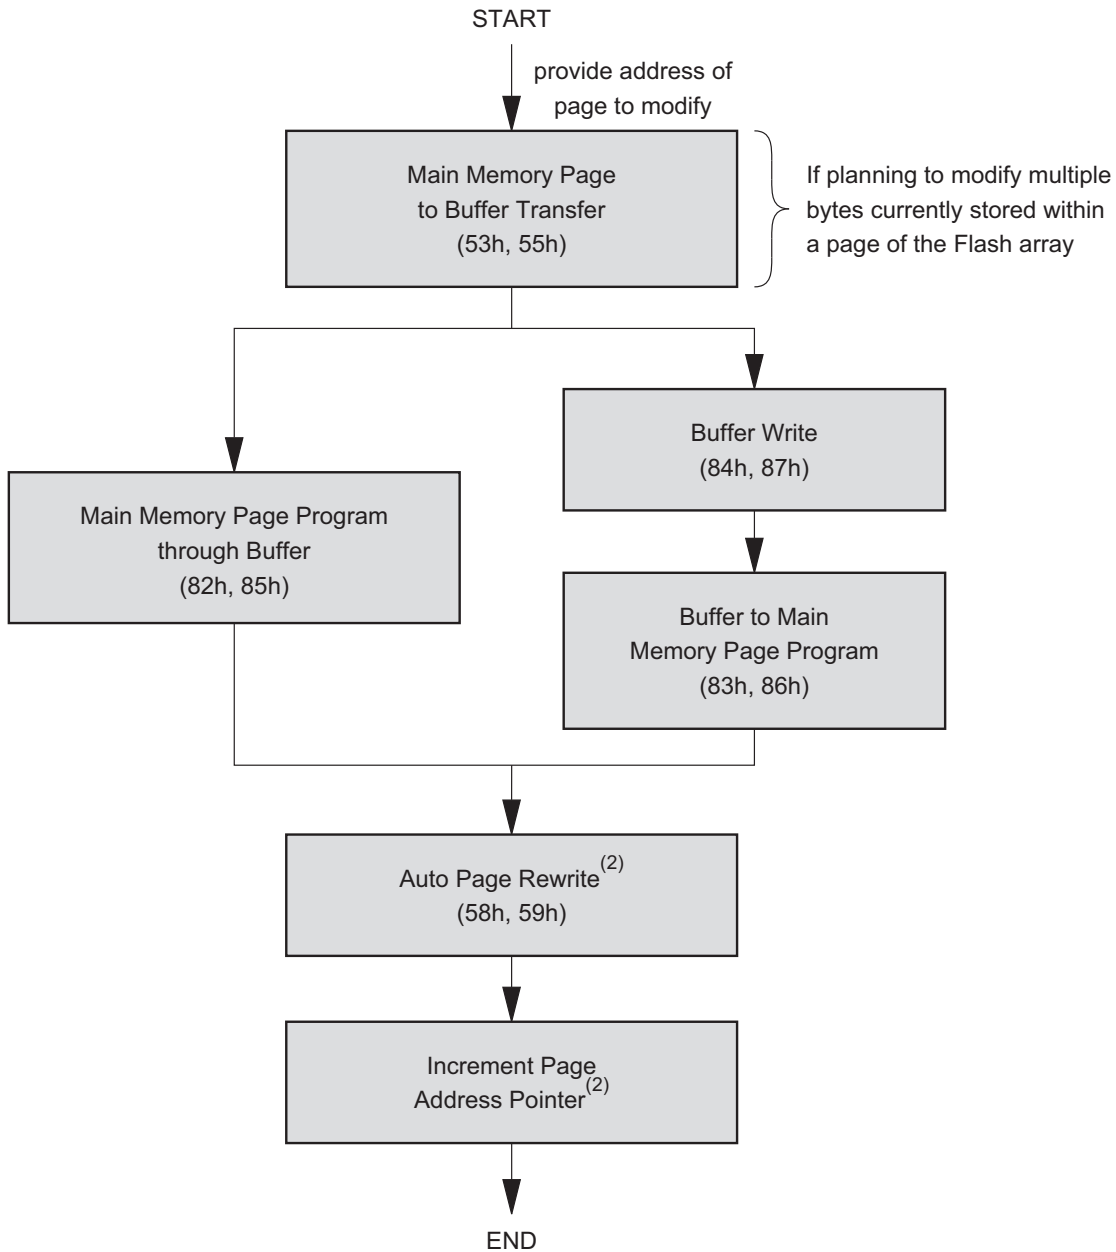 START
provide address of
page to modify
Main Memory Page
to Buffer Transfer
(53h, 55h)
If planning to modify multiple
bytes currently stored within
a page of the Flash array
Main Memory Page Program
through Buffer
(82h, 85h)
Buffer Write
(84h, 87h)
Buffer to Main
Memory Page Program
(83h, 86h)
Auto Page Rewrite(2)
(58h, 59h)
Increment Page
Address Pointer(2)
END